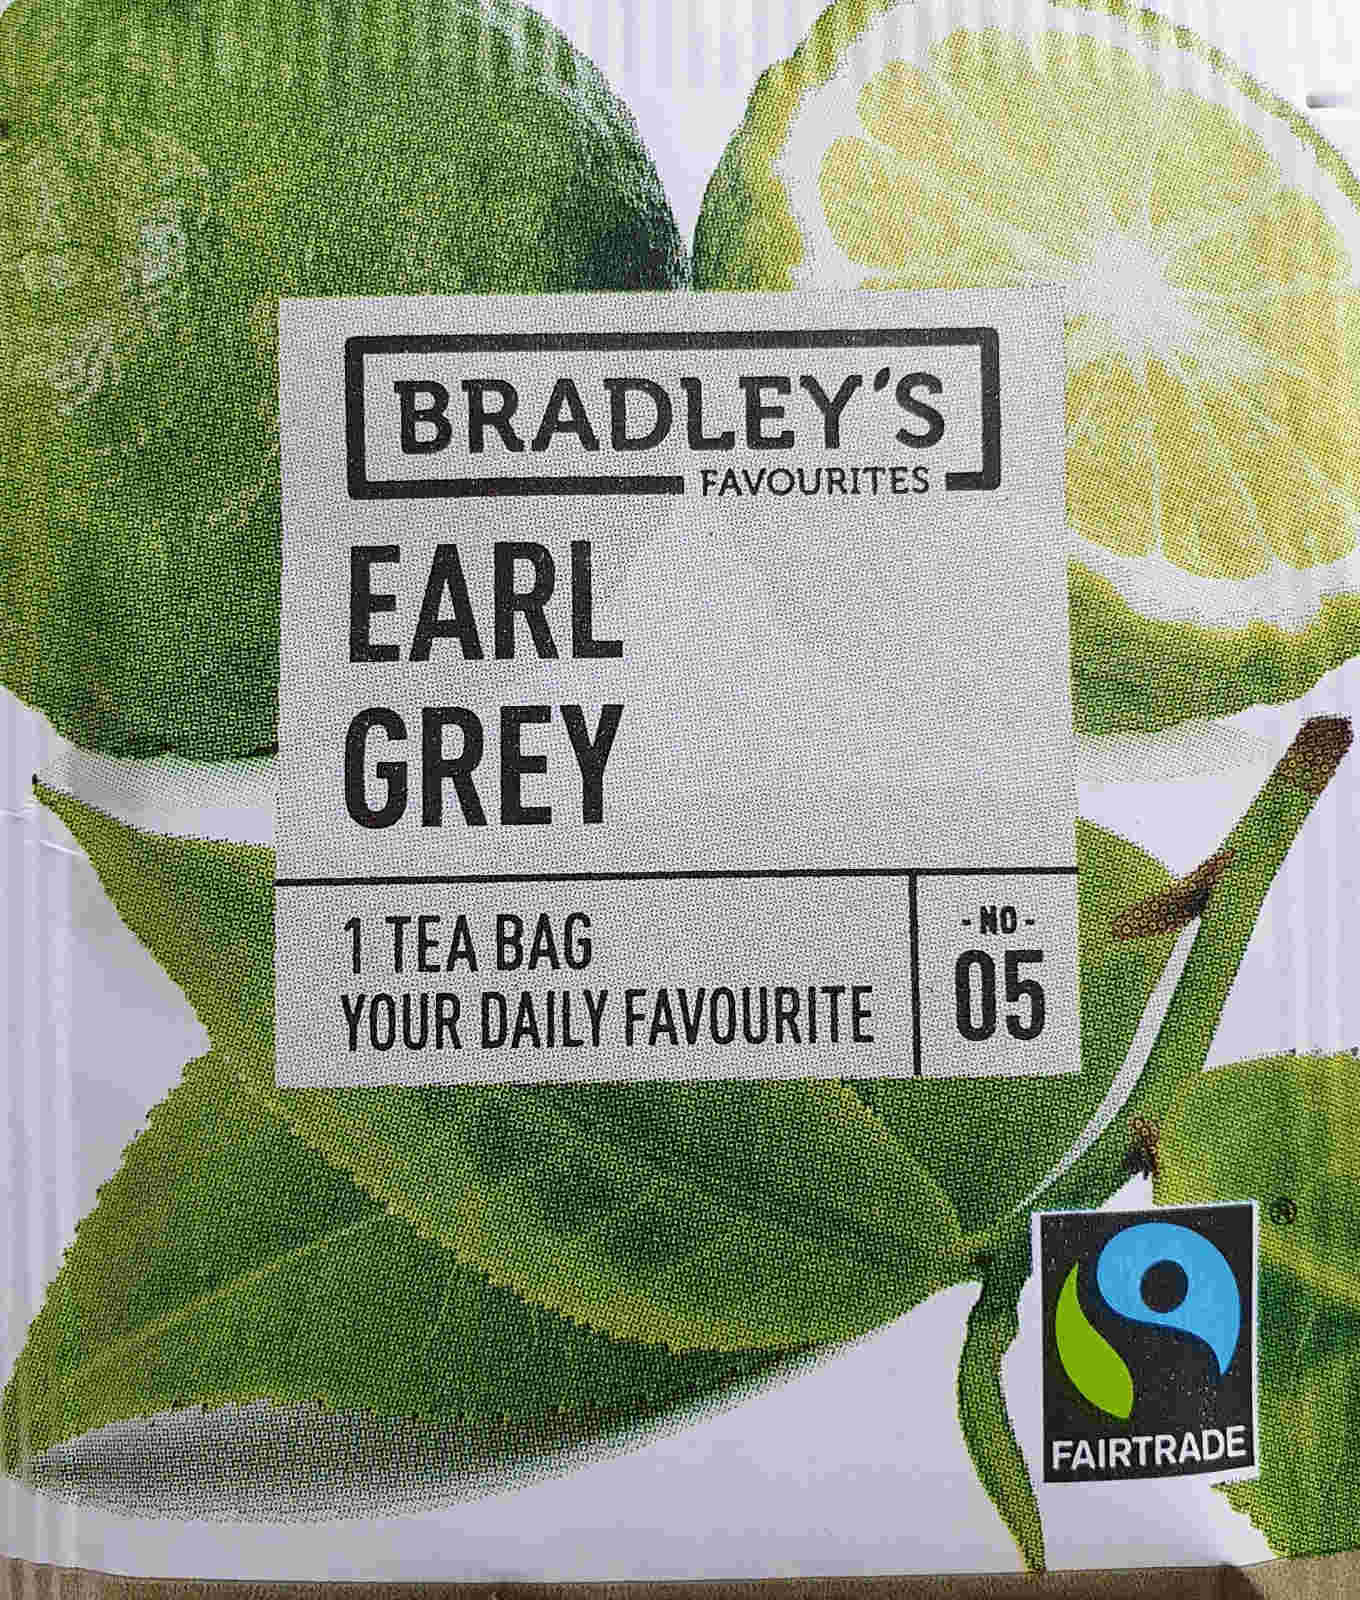 BRADLEY'S
FAVOURITES
EARL
GREY
1 TEA BAG
YOUR DAILY FAVOURITE
-NO-
05
®
FAIRTRADE